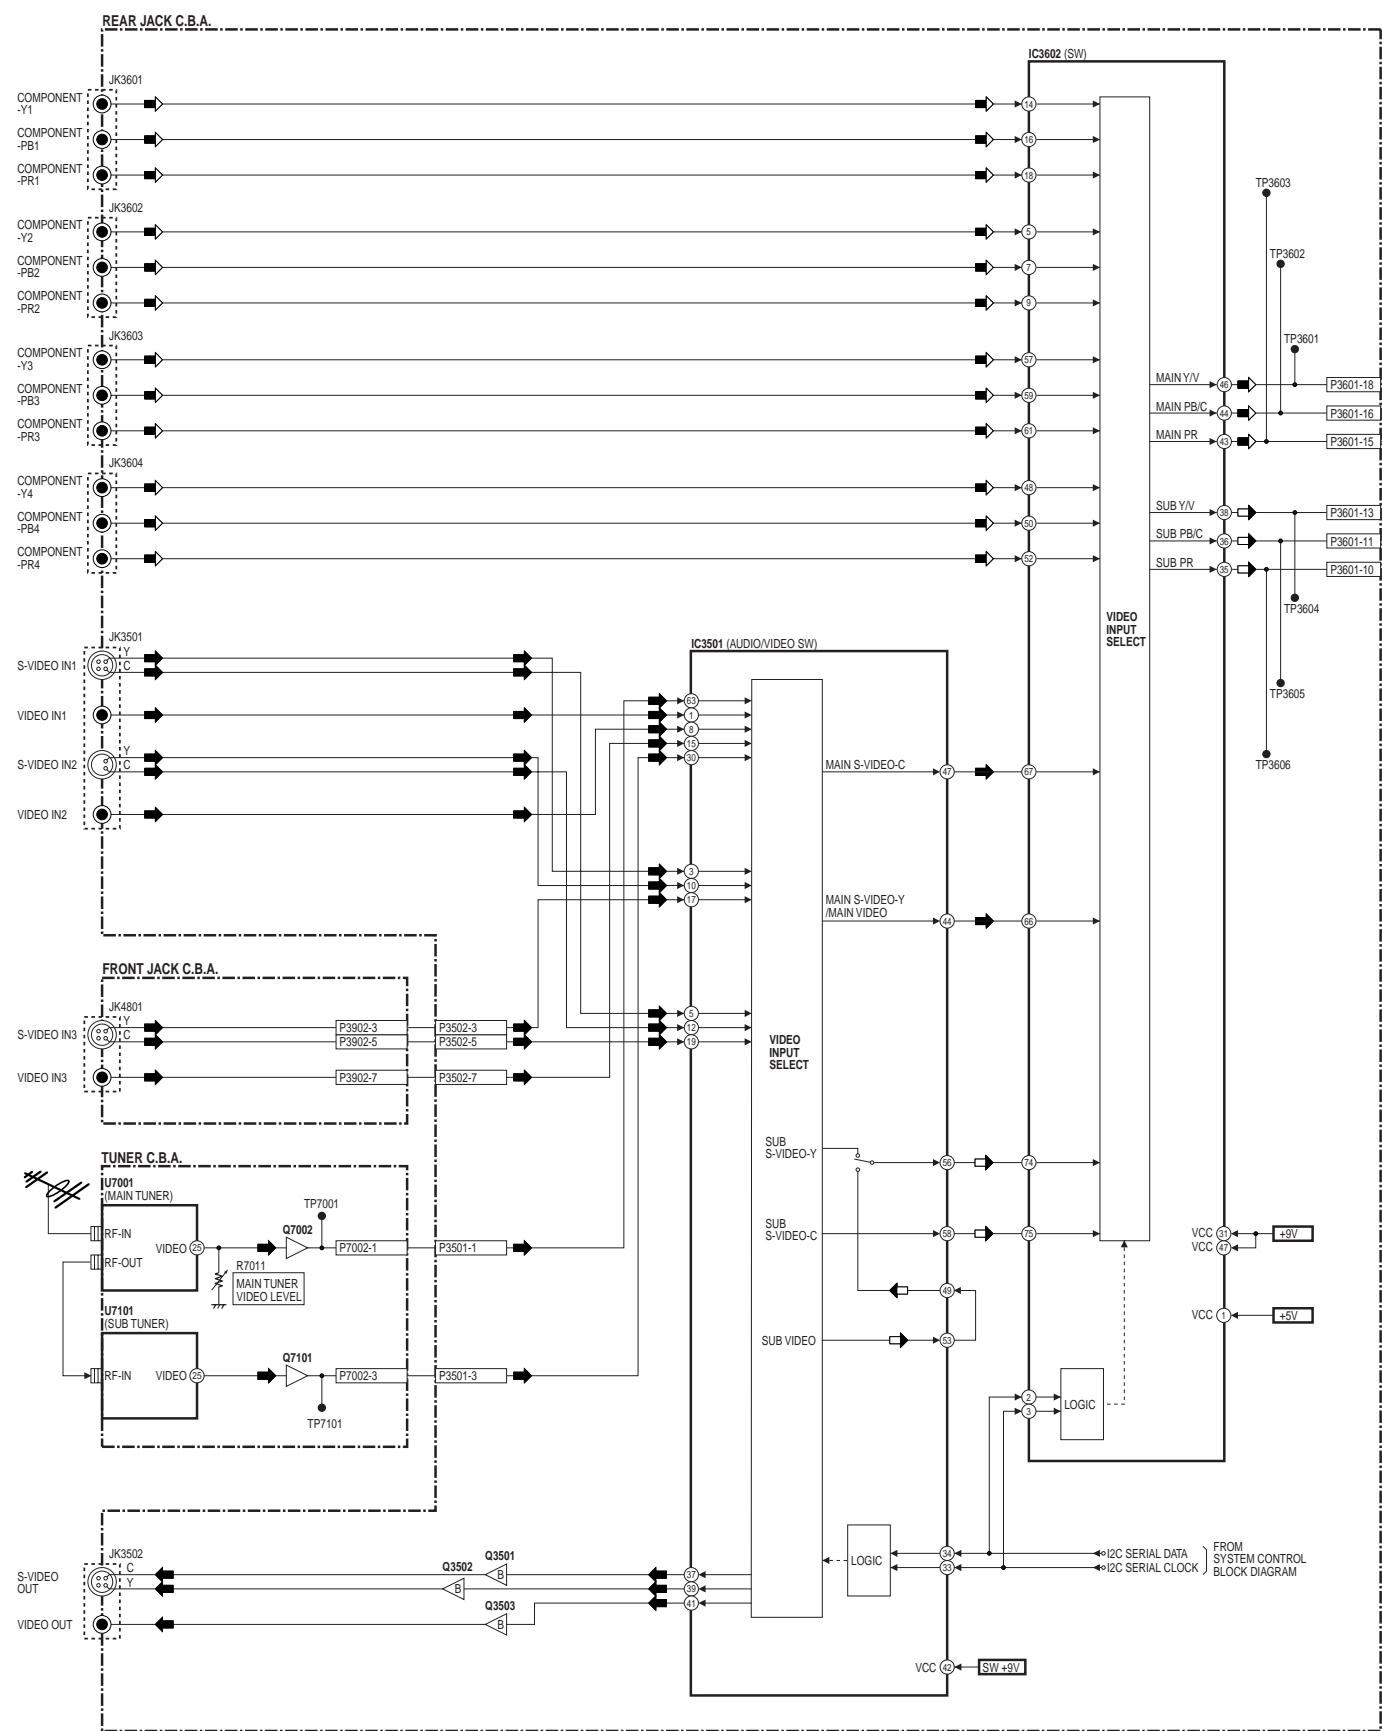 REAR JACK C.B.A.
IC3602 (SW)
JK3601
COMPONENT
-Y1
14
COMPONENT
-PB1
16
COMPONENT
-PR1
18
TP3603
JK3602
COMPONENT
-Y2
5
TP3602
COMPONENT
-PB2
7
COMPONENT
-PR2
9
JK3603
TP3601
COMPONENT
-Y3
57
COMPONENT
-PB3
59
COMPONENT
-PR3
61
MAIN Y/V
46
P3601-18
MAIN PB/C
44
P3601-16
MAIN PR
43
P3601-15
JK3604
COMPONENT
-Y4
48
COMPONENT
-PB4
50
COMPONENT
-PR4
52
SUB Y/V
38
P3601-13
SUB PB/C
36
P3601-11
SUB PR
35
P3601-10
TP3604
TP3605
TP3606
VIDEO
INPUT
SELECT
JK3501
IC3501 (AUDIO/VIDEO SW)
S-VIDEO IN1
Y
C
VIDEO IN1
S-VIDEO IN2
Y
C
VIDEO IN2
63
1
8
15
30
MAIN S-VIDEO-C
47
67
3
10
17
MAIN S-VIDEO-Y
/MAIN VIDEO
44
66
FRONT JACK C.B.A.
JK4801
S-VIDEO IN3
Y
C
P3902-3
P3502-3
P3902-5
P3502-5
VIDEO IN3
P3902-7
P3502-7
5
12
19
VIDEO
INPUT
SELECT
TUNER C.B.A.
U7001
(MAIN TUNER)
RF-IN
RF-OUT
VIDEO
25
Q7002
TP7001
P7002-1
P3501-1
R7011
MAIN TUNER
VIDEO LEVEL
U7101
(SUB TUNER)
RF-IN
VIDEO
25
Q7101
P7002-3
P3501-3
TP7101
SUB
S-VIDEO-Y
56
74
SUB
S-VIDEO-C
58
75
49
SUB VIDEO
53
VCC
31
+9V
VCC
47
VCC
1
+5V
2
3
LOGIC
JK3502
S-VIDEO
OUT
C
Y
Q3501
B
Q3502
B
VIDEO OUT
Q3503
B
37
39
41
LOGIC
34
33
I2C SERIAL DATA
I2C SERIAL CLOCK
FROM
SYSTEM CONTROL
BLOCK DIAGRAM
VCC
42
SW +9V